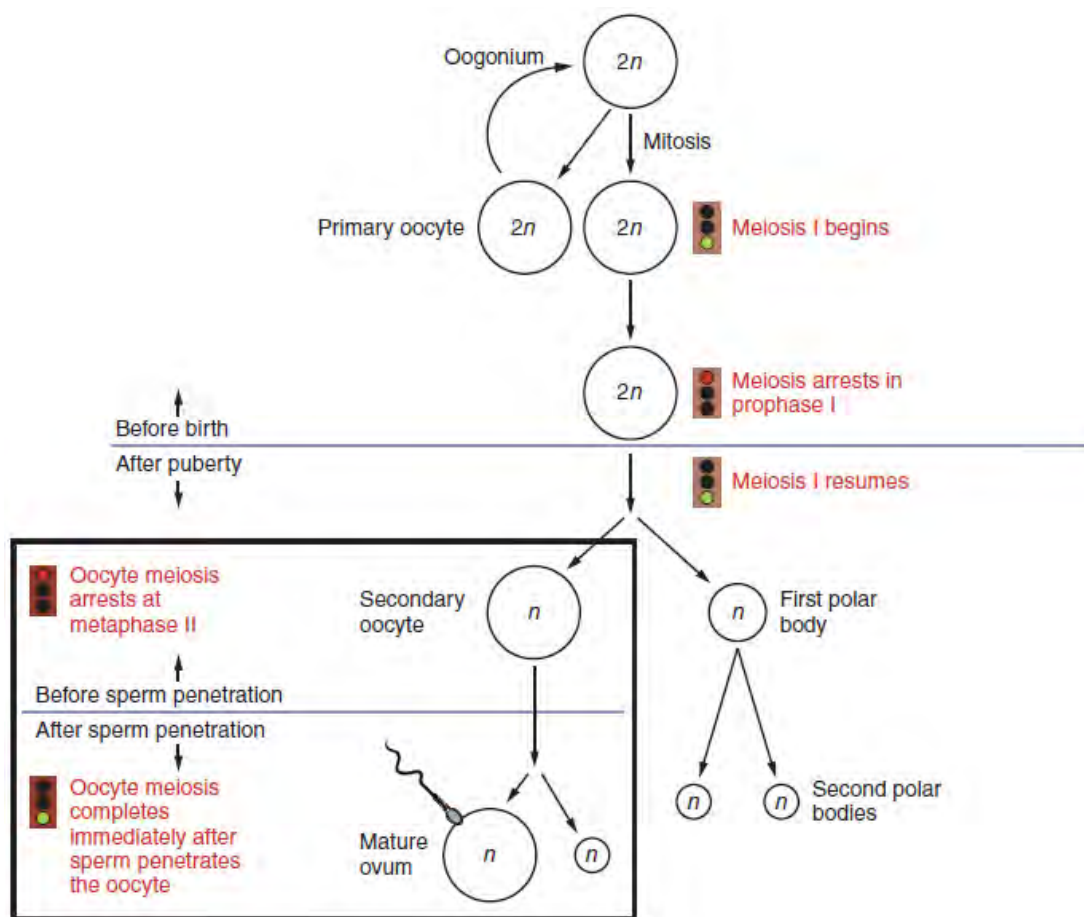 Oogonium
2n
Mitosis
Primary oocyte
2n
2n
Meiosis I begins
2n
Meiosis arrests in
prophase I
Before birth
After puberty
Meiosis I resumes
Oocyte meiosis
arrests at
metaphase II
Secondary
oocyte
n
n
First polar
body
Before sperm penetration
After sperm penetration
Oocyte meiosis
completes
immediately after
sperm penetrates
the oocyte
Mature
ovum
n
n
n
n
Second polar
bodies